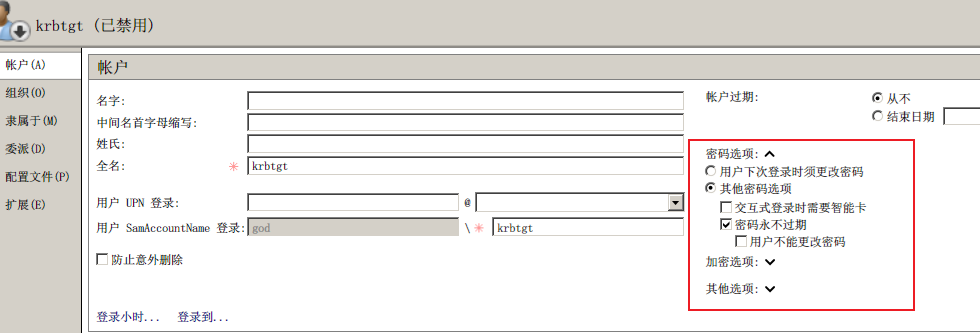 krbtgt (已禁用)
帐户(A)
组织(O)
隶属于(M)
委派(D)
配置文件(P)
扩展(E)
帐户
名字:
中间名首字母缩写:
姓氏:
全名: ✳ krbtgt
用户 UPN 登录: @
用户 SamAccountName 登录: god \ ✳ krbtgt
防止意外删除
登录小时... 登录到...
帐户过期: 从不
结束日期
密码选项:
用户下次登录时须更改密码
其他密码选项
交互式登录时需要智能卡
密码永不过期
用户不能更改密码
加密选项:
其他选项: